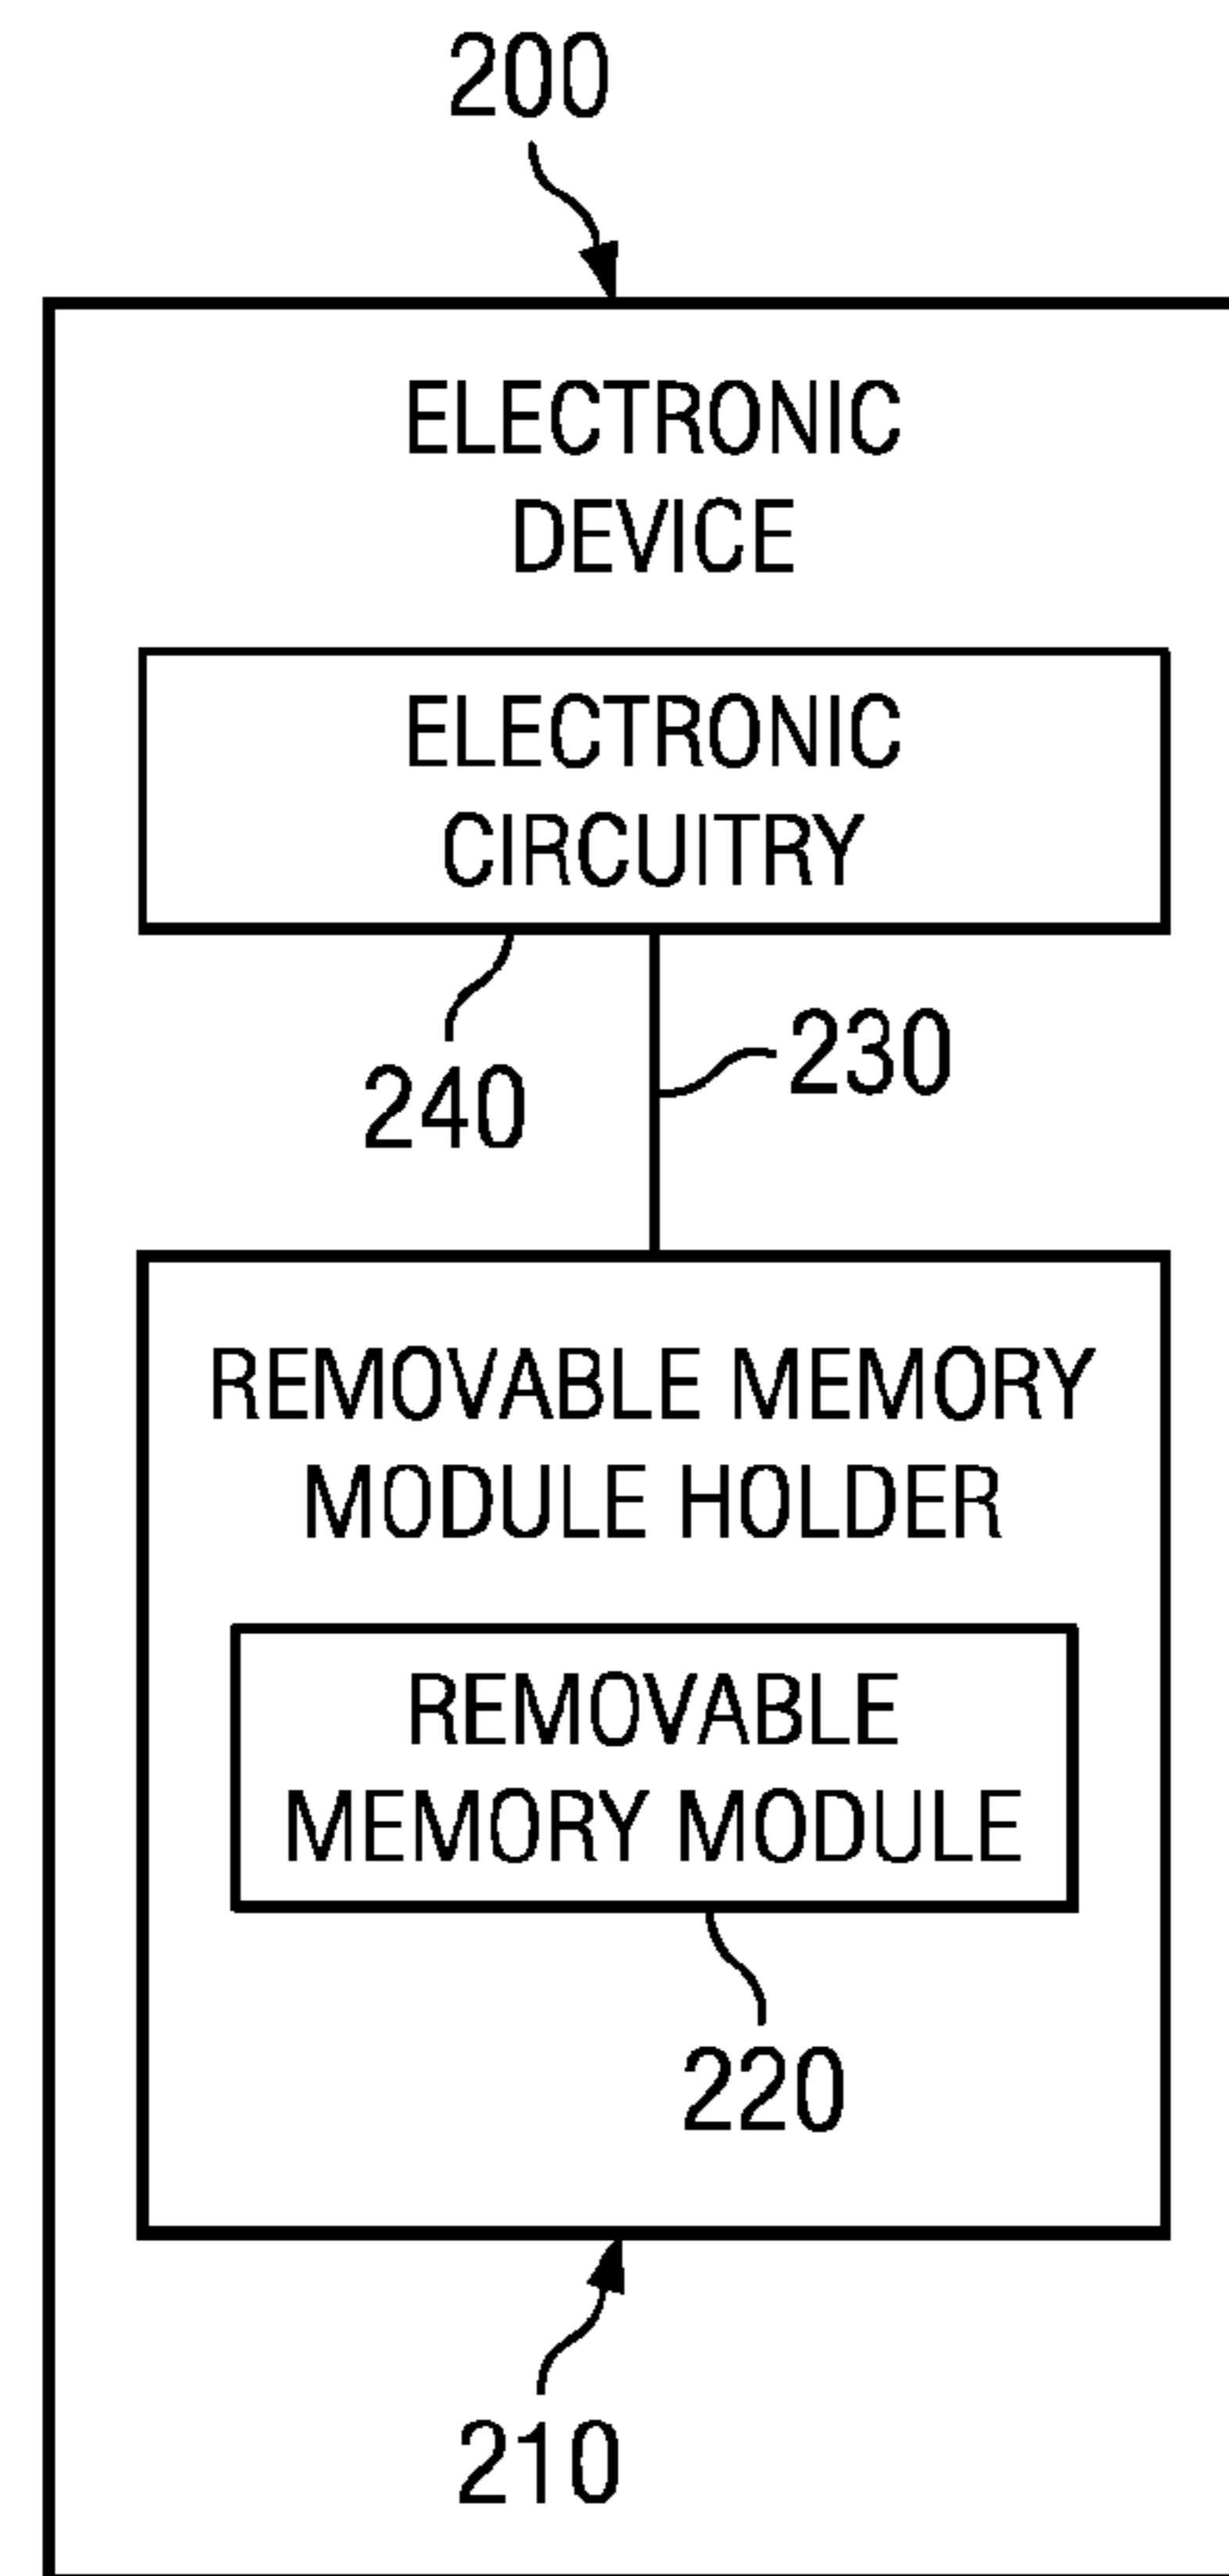 200
ELECTRONIC
DEVICE
ELECTRONIC
CIRCUITRY
240
230
REMOVABLE MEMORY
MODULE HOLDER
REMOVABLE
MEMORY MODULE
220
210